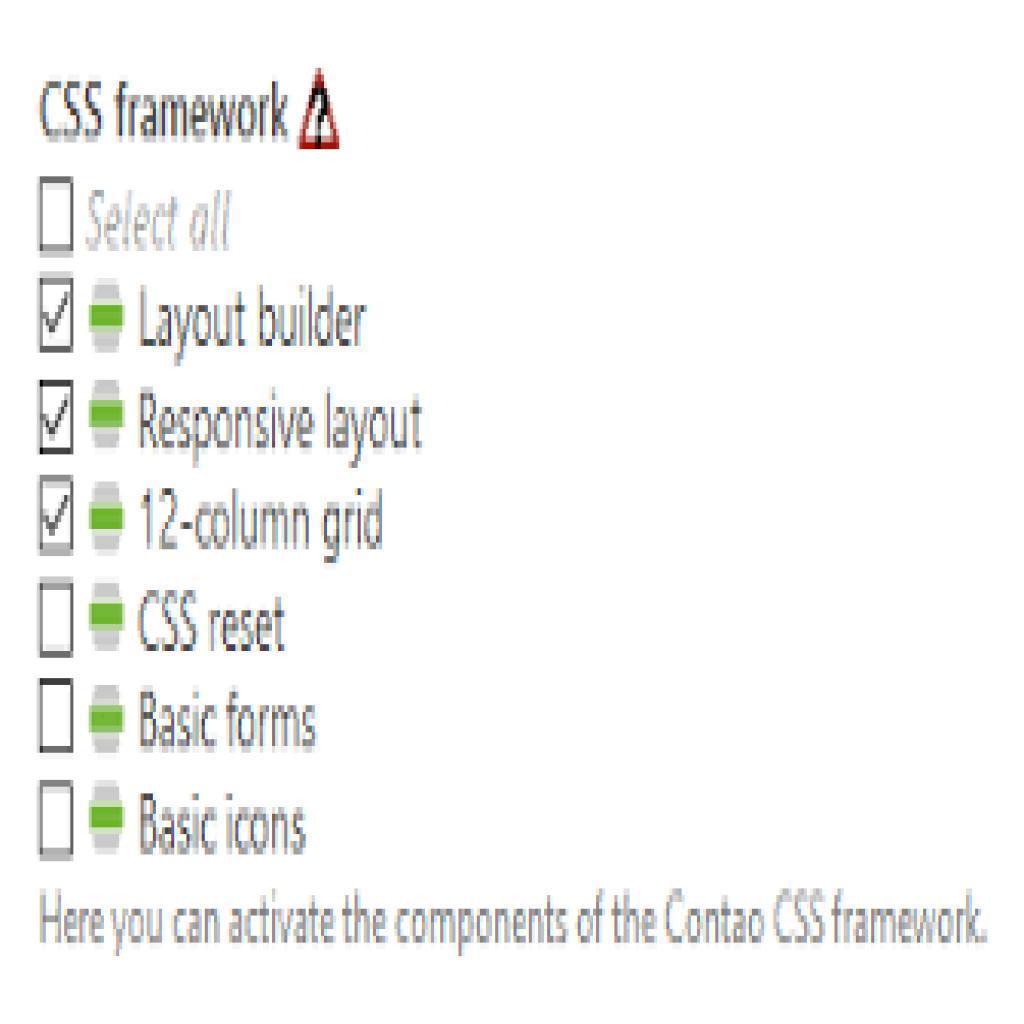 CSS framework
Select all
Layout builder
Responsive layout
12-column grid
CSS reset
Basic forms
Basic icons
Here you can activate the components of the Contao CSS framework.